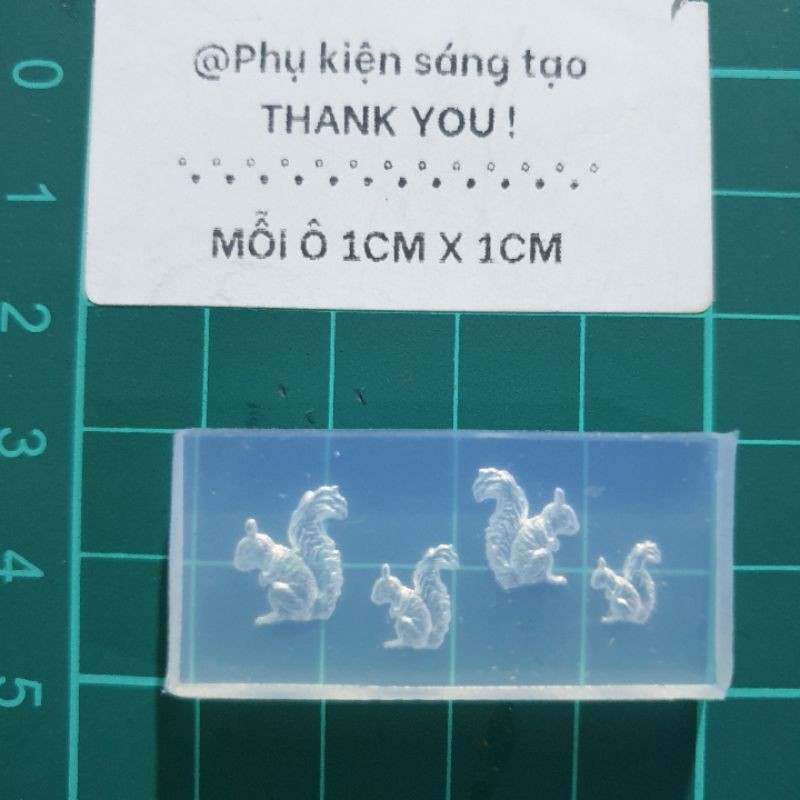 @Phụ kiện sáng tạo
THANK YOU !
MỖI Ô 1CM X 1CM
0
1
2
3
4
5